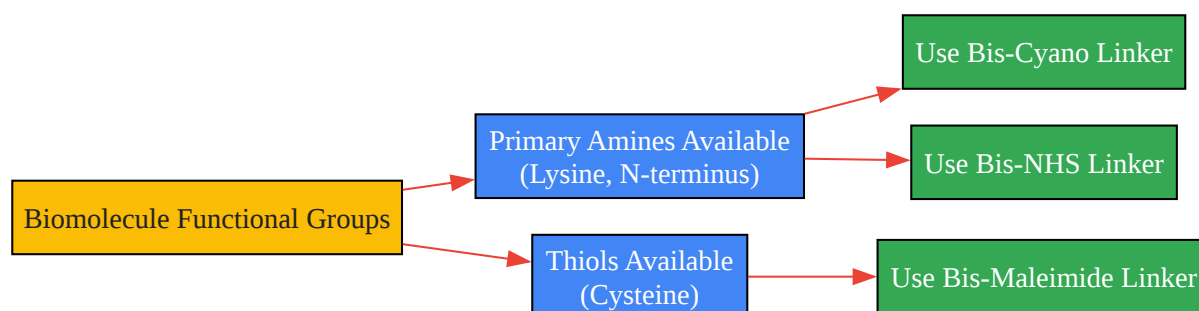 Biomolecule Functional Groups
Primary Amines Available
(Lysine, N-terminus)
Thiols Available
(Cysteine)
Use Bis-Cyano Linker
Use Bis-NHS Linker
Use Bis-Maleimide Linker